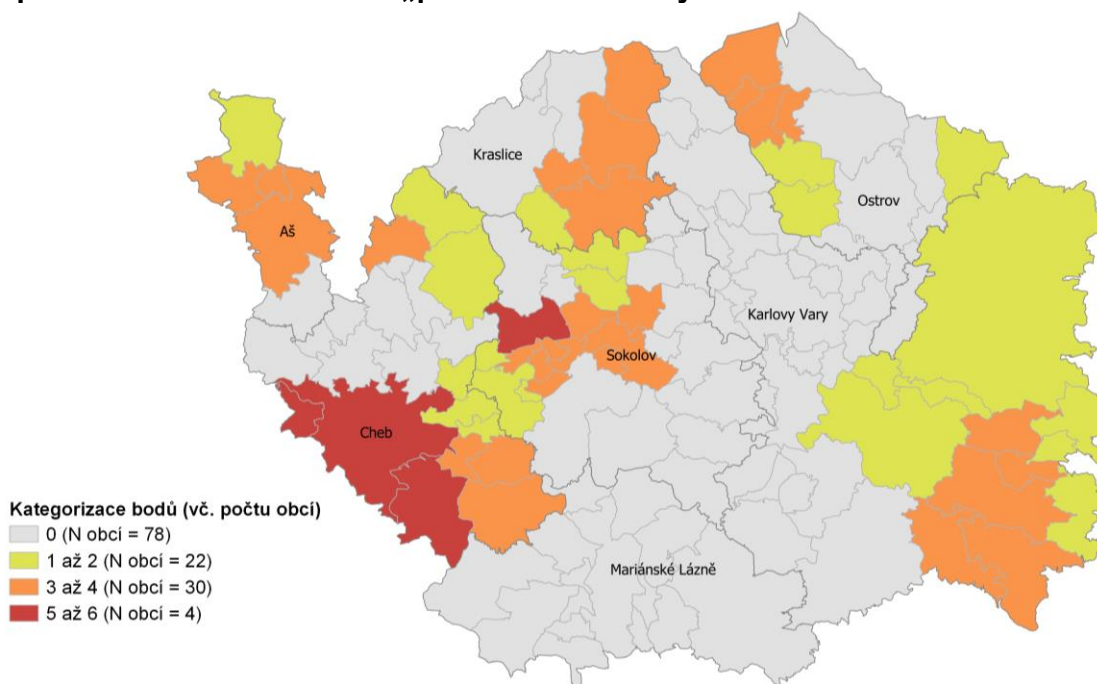 Kraslice
Ostrov
Aš
Karlovy Vary
Sokolov
Cheb
Mariánské Lázně
Kategorizace bodů (vč. počtu obcí)
0 (N obcí = 78)
1 až 2 (N obcí = 22)
3 až 4 (N obcí = 30)
5 až 6 (N obcí = 4)